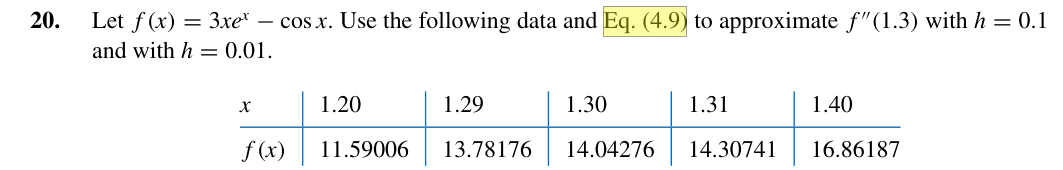 20. Let f(x) = 3xeˣ − cos x. Use the following data and Eq. (4.9) to approximate f″(1.3) with h = 0.1
and with h = 0.01.
x 1.20 1.29 1.30 1.31 1.40
f(x) 11.59006 13.78176 14.04276 14.30741 16.86187